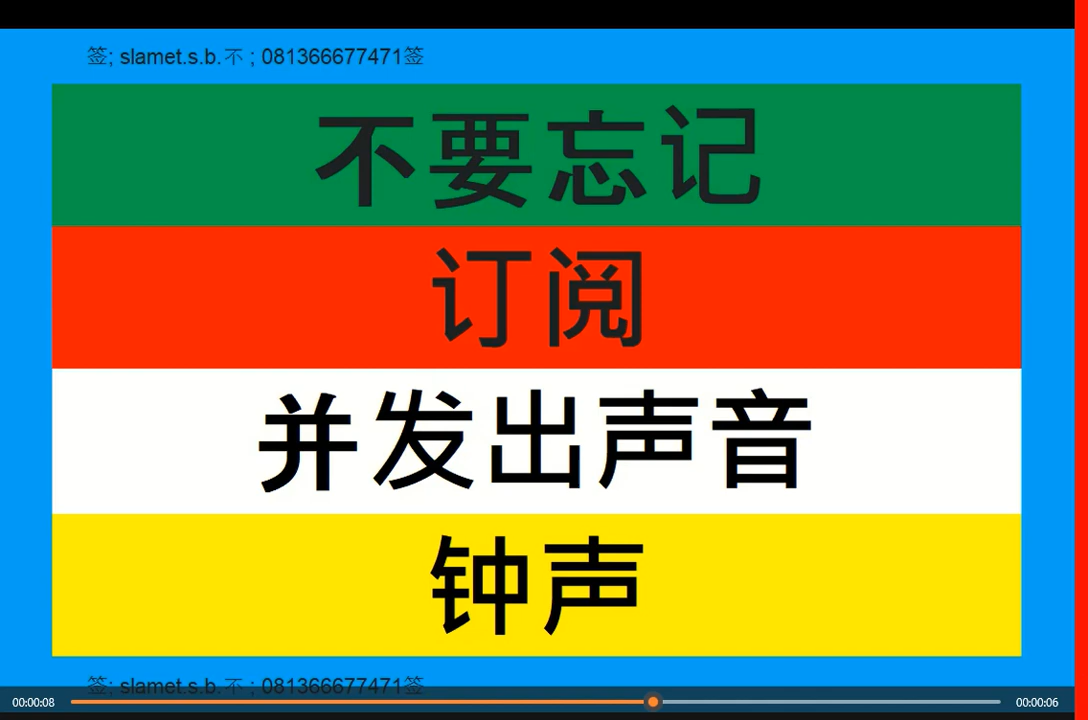 签; slamet.s.b.不 ; 081366677471签
不要忘记
订阅
并发出声音
钟声
签; slamet.s.b.不 ; 081366677471签
00:00:08
00:00:06